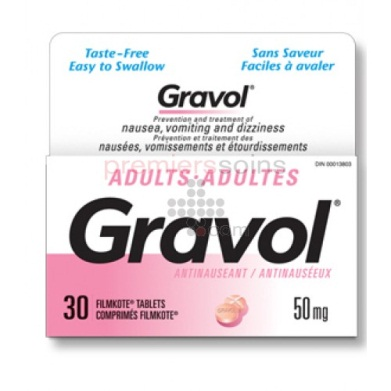 Taste-Free
Easy to Swallow
Sans Saveur
Faciles à avaler
Gravol®
Prevention and treatment of
nausea, vomiting and dizziness
Prévention et traitement des
nausées, vomissements et étourdissements
premierssoins
DIN 00013803
ADULTS·ADULTES
.com
Gravol®
ANTINAUSEANT / ANTINAUSÉEUX
30 FILMKOTE® TABLETS
COMPRIMÉS FILMKOTE®
50 mg